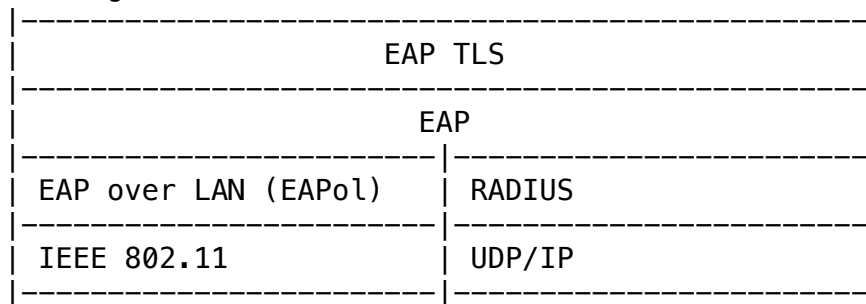 EAP TLS
EAP
EAP over LAN (EAPol) | RADIUS
IEEE 802.11 | UDP/IP